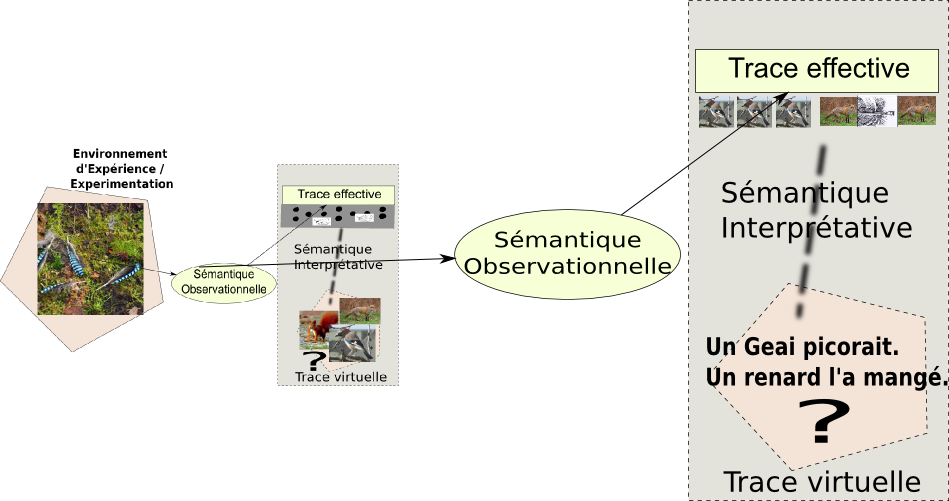 Environnement
d'Expérience /
Experimentation
Sémantique
Observationnelle
Trace effective
Sémantique
Interprétative
?
Trace virtuelle
Sémantique
Observationnelle
Trace effective
Sémantique
Interprétative
Un Geai picorait.
Un renard l'a mangé.
?
Trace virtuelle